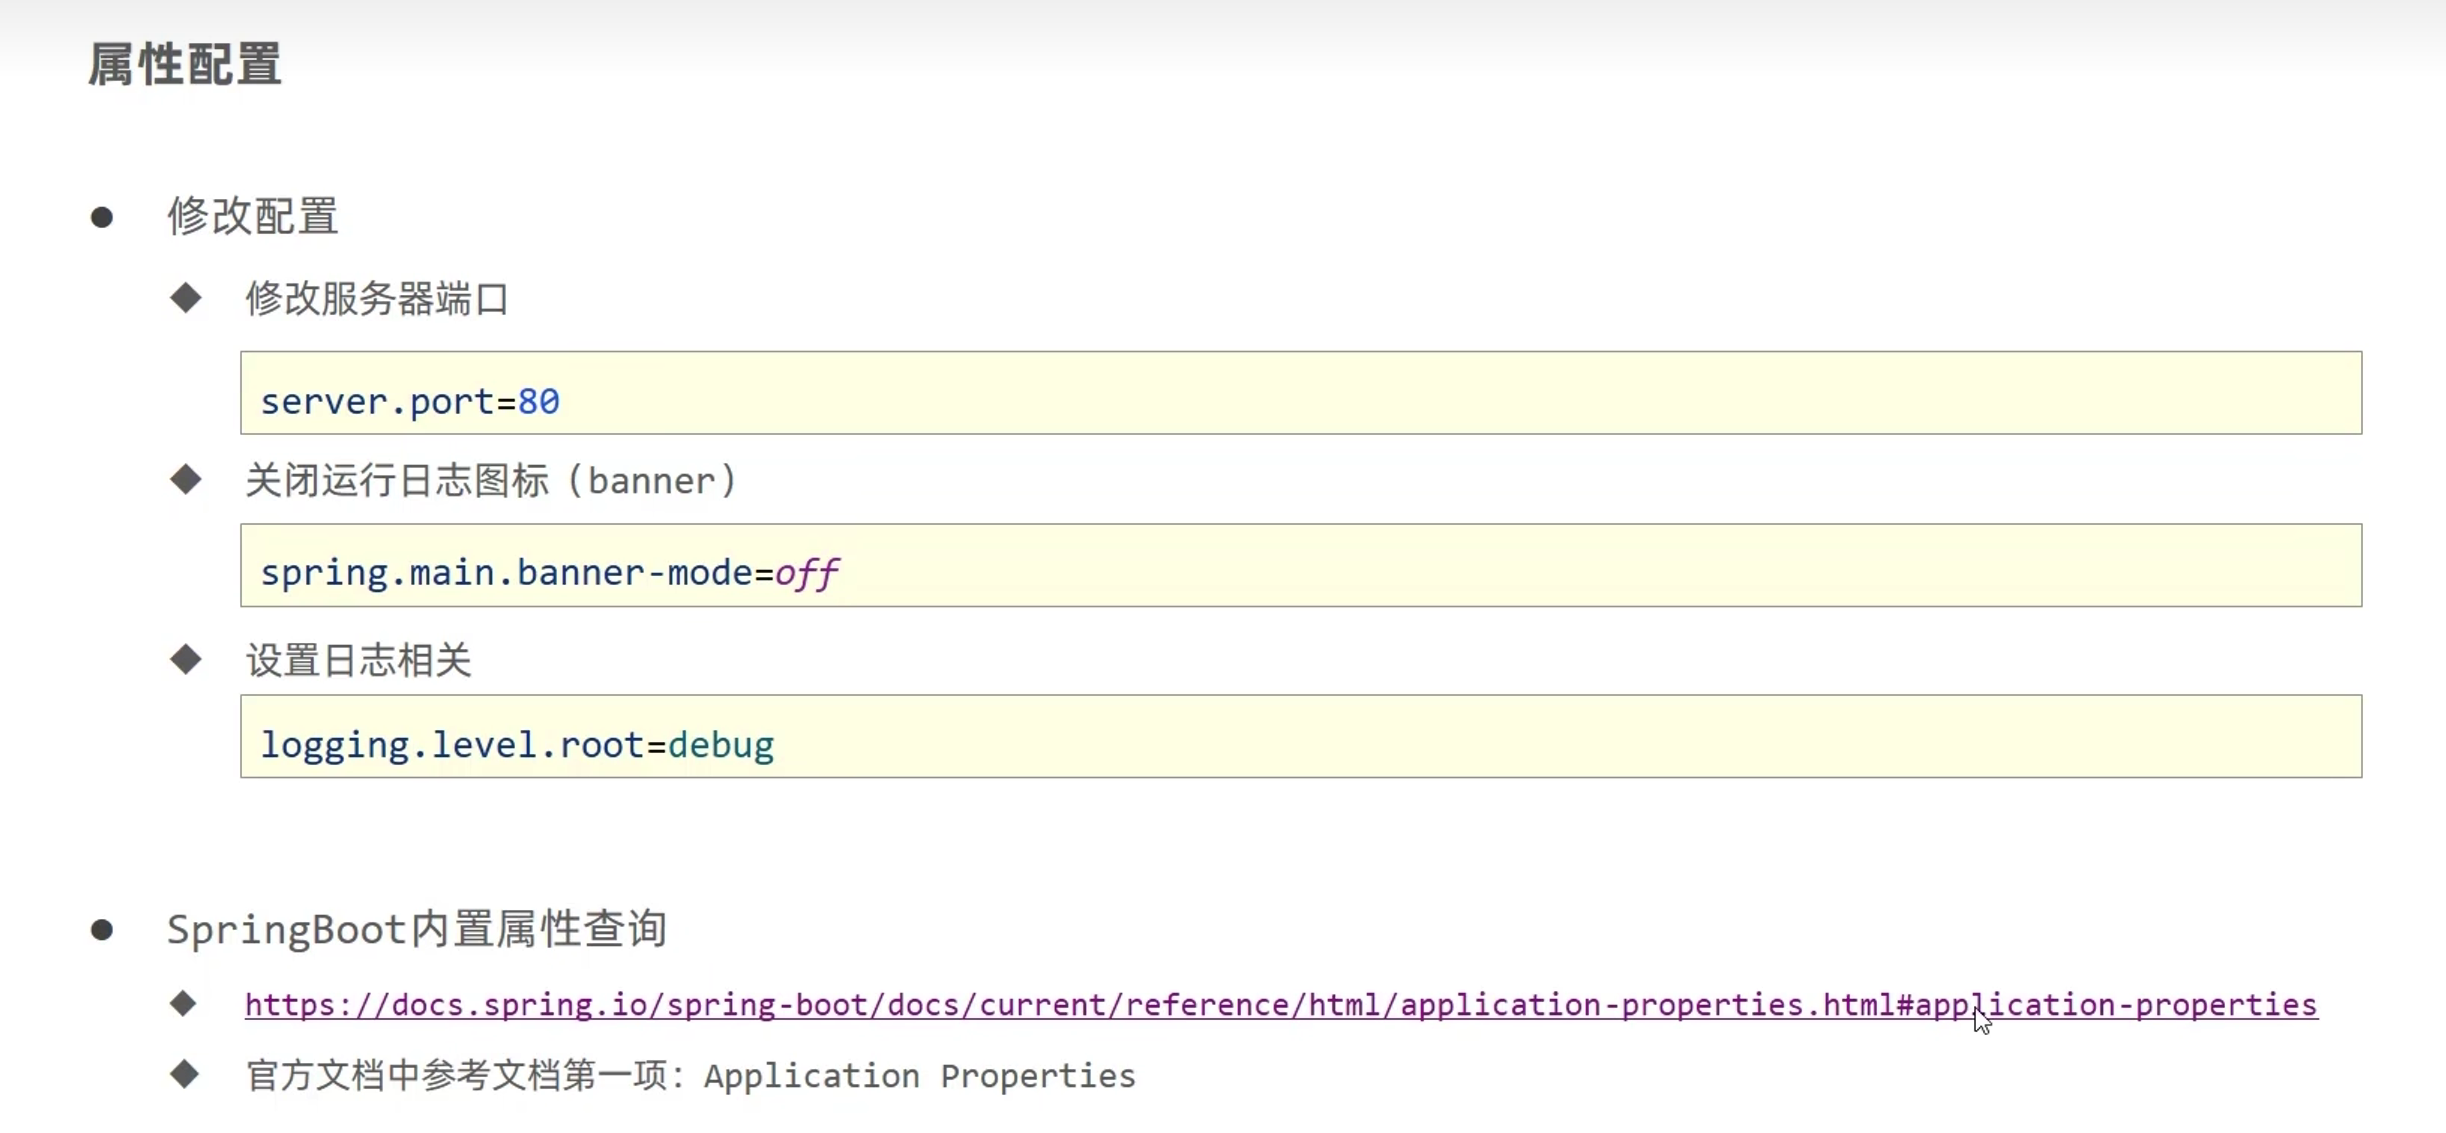 属性配置
修改配置
修改服务器端口
server.port=80
关闭运行日志图标（banner）
spring.main.banner-mode=off
设置日志相关
logging.level.root=debug
SpringBoot内置属性查询
https://docs.spring.io/spring-boot/docs/current/reference/html/application-properties.html#application-properties
官方文档中参考文档第一项：Application Properties